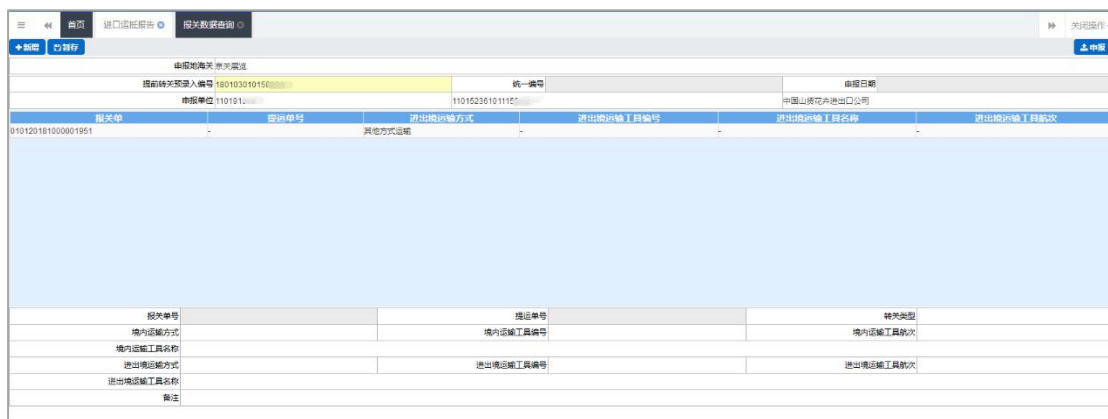 首页 进口运抵报告 报关数据查询 关闭操作
+新增 暂存 申报
申报地海关 京关展览
提前转关预录入编号 180103010150 统一编号 申报日期
申报单位 1101919 110152361011150 中国山货花卉进出口公司
报关单 提运单号 进出境运输方式 进出境运输工具编号 进出境运输工具名称 进出境运输工具航次
010120181000001951 - 其他方式运输 - - -
报关单号 提运单号 转关类型
境内运输方式 境内运输工具编号 境内运输工具航次
境内运输工具名称
进出境运输方式 进出境运输工具编号 进出境运输工具航次
进出境运输工具名称
备注